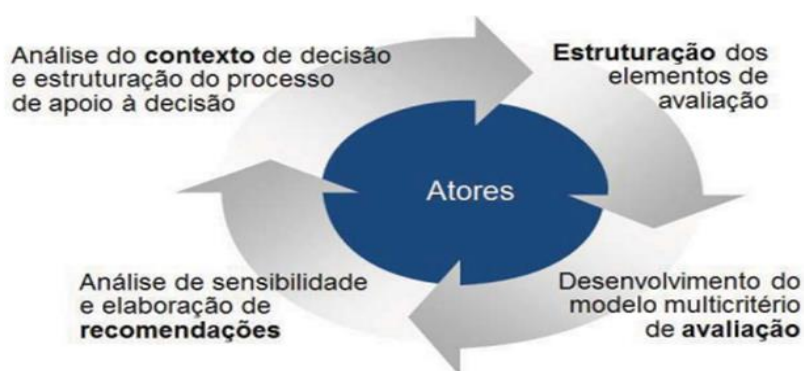 Análise do contexto de decisão
e estruturação do processo
de apoio à decisão
Estruturação dos
elementos de
avaliação
Atores
Análise de sensibilidade
e elaboração de
recomendações
Desenvolvimento do
modelo multicritério
de avaliação